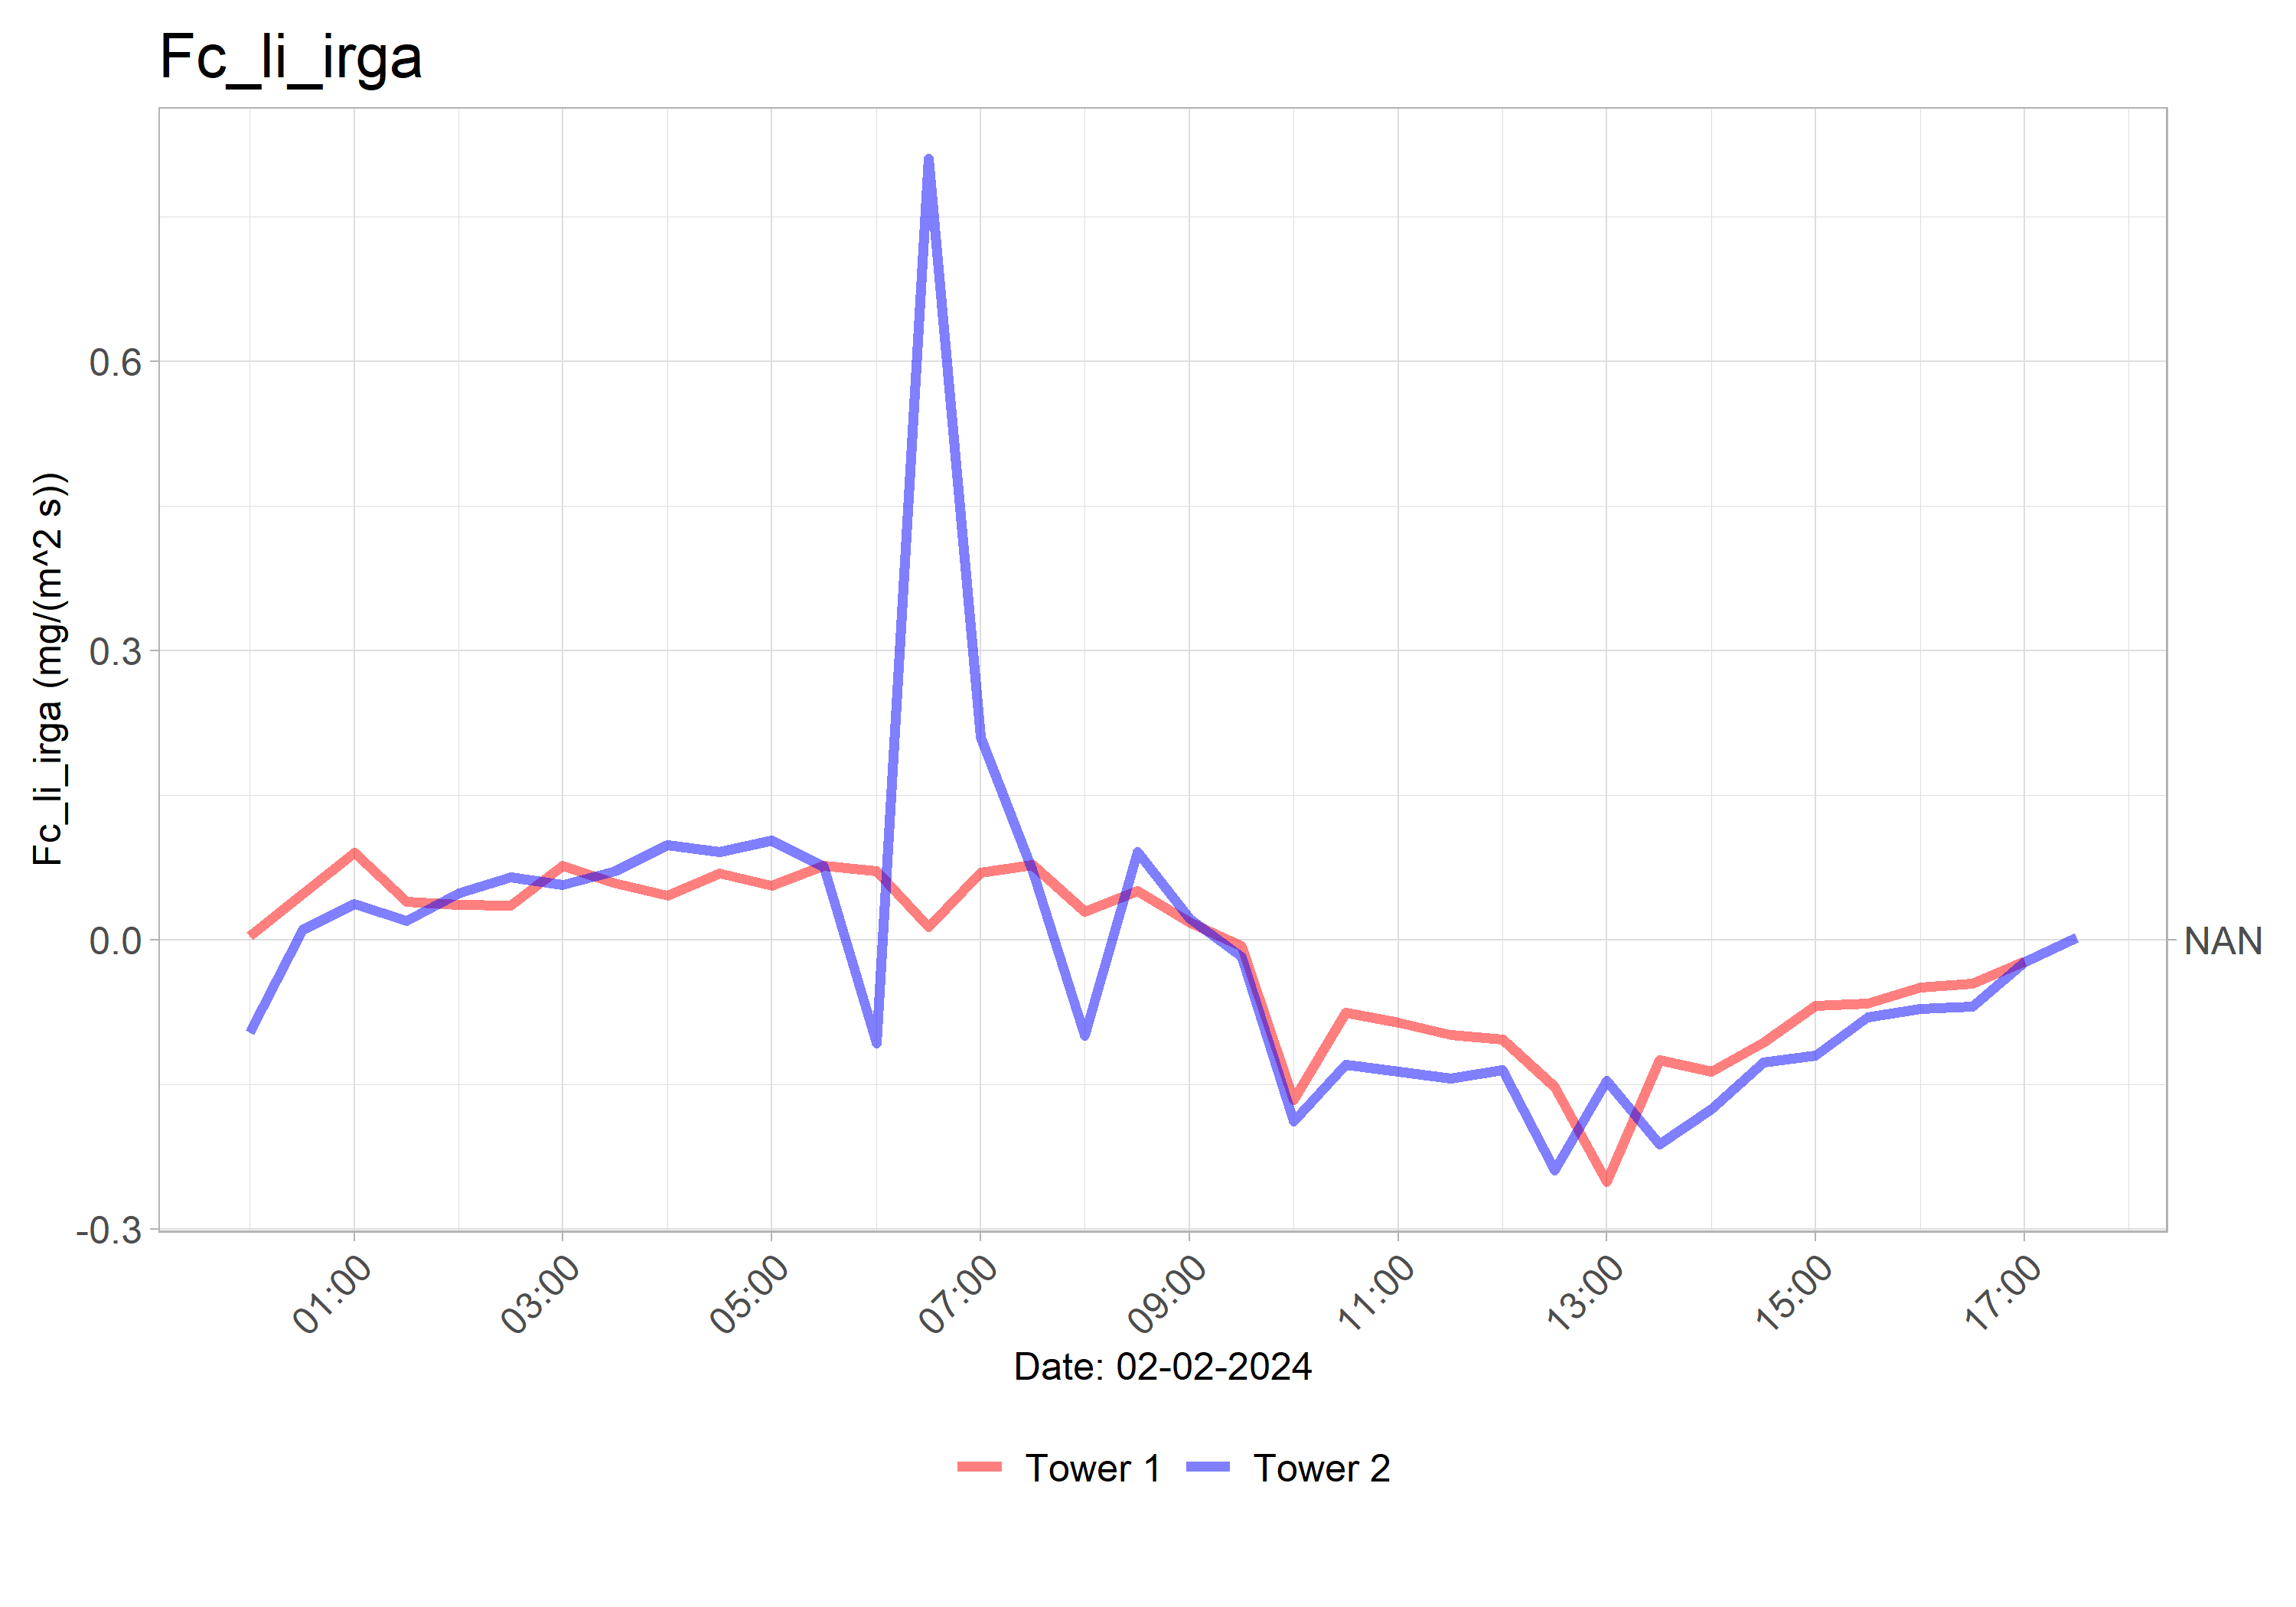 Fc_li_irga
Fc_li_irga (mg/(m^2 s))
0.6
0.3
0.0
-0.3
NAN
01:00 03:00 05:00 07:00 09:00 11:00 13:00 15:00 17:00
Date: 02-02-2024
Tower 1 Tower 2